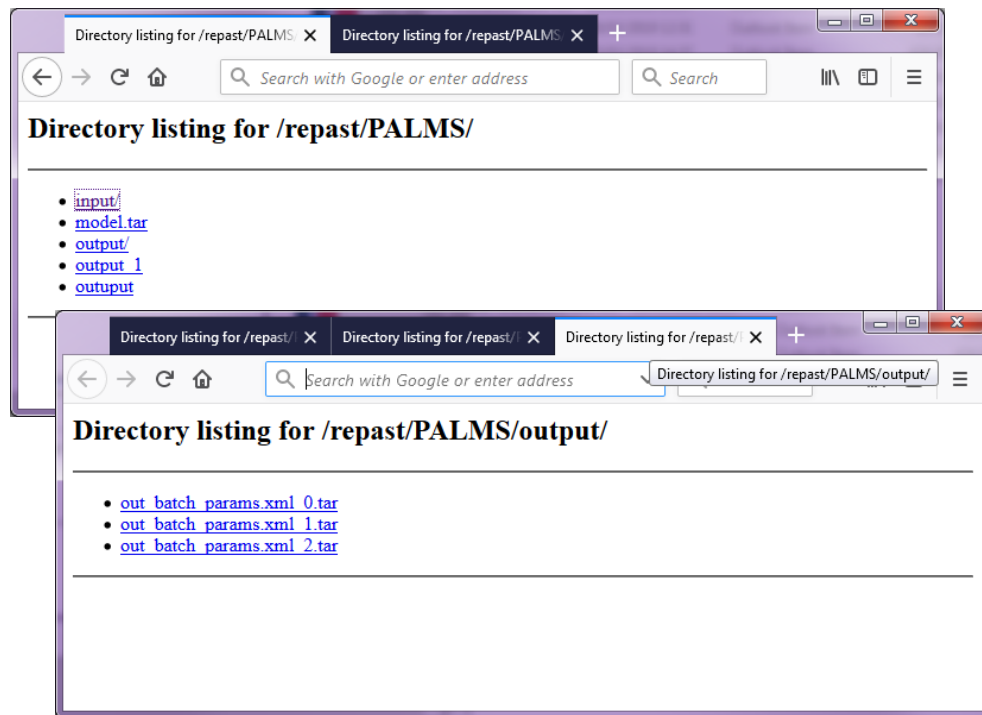 Directory listing for /repast/PALMS/ Directory listing for /repast/PALMS/
Search with Google or enter address Search
Directory listing for /repast/PALMS/
input/
model.tar
output/
output_1
outuput
Directory listing for /repast/ Directory listing for /repast/ Directory listing for /repast/
Search with Google or enter address
Directory listing for /repast/PALMS/output/
Directory listing for /repast/PALMS/output/
out_batch_params.xml_0.tar
out_batch_params.xml_1.tar
out_batch_params.xml_2.tar